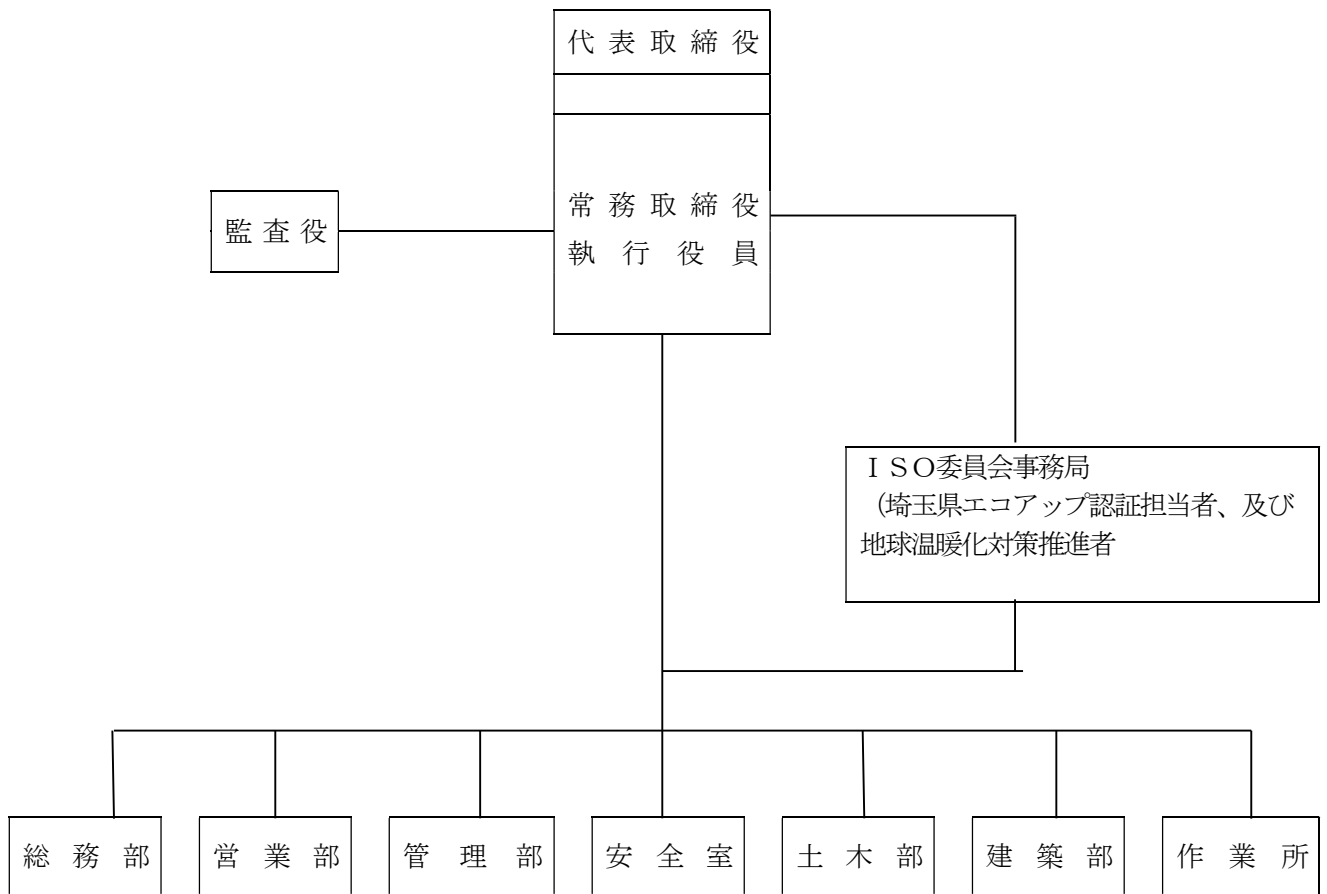 代表取締役
監査役
常務取締役
執行役員
ＩＳＯ委員会事務局
（埼玉県エコアップ認証担当者、及び
地球温暖化対策推進者
総務部
営業部
管理部
安全室
土木部
建築部
作業所